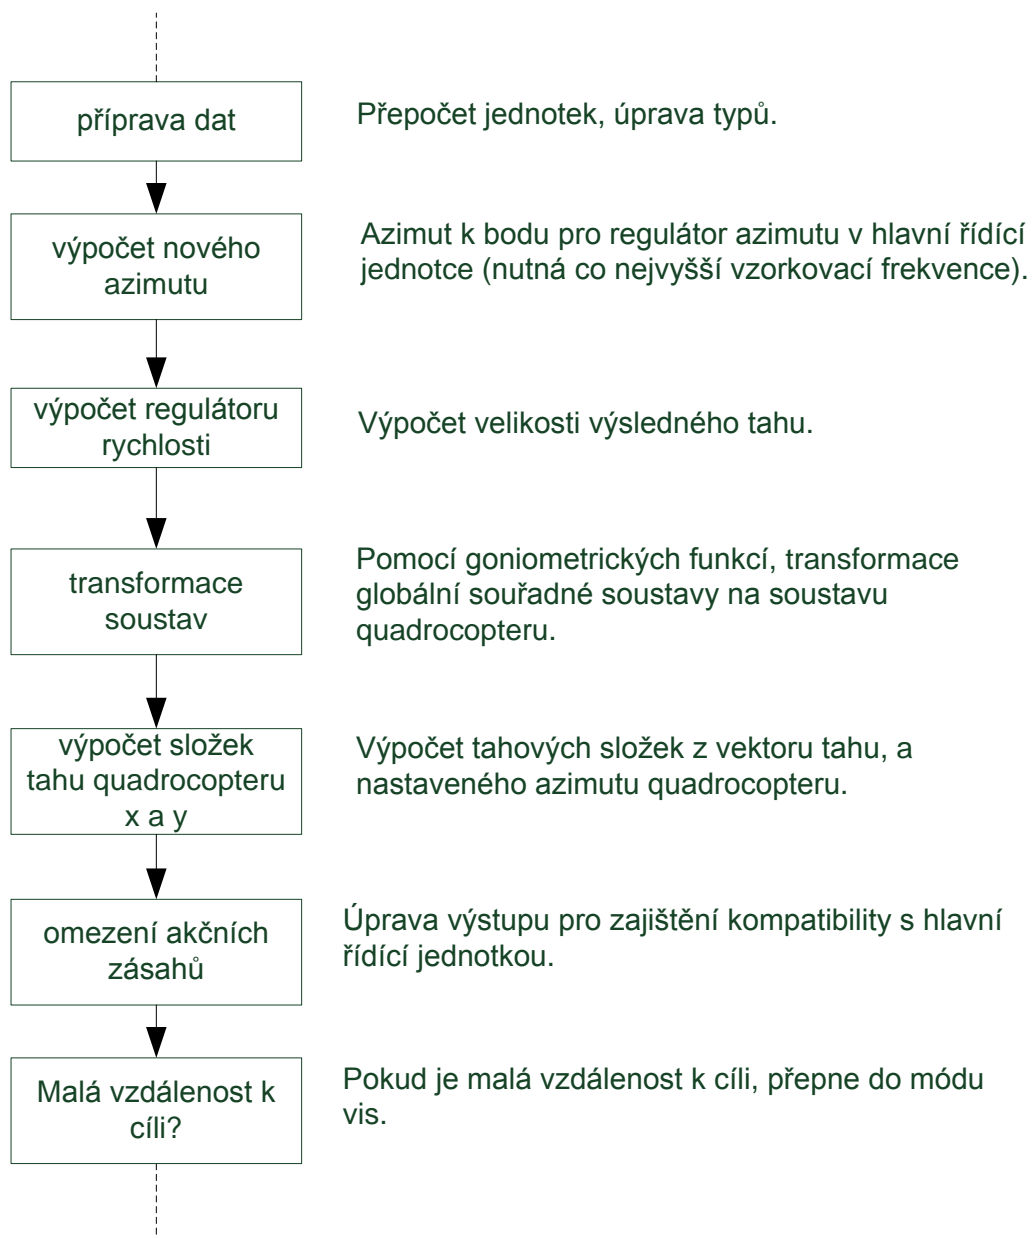 příprava dat
Přepočet jednotek, úprava typů.
výpočet nového
azimutu
Azimut k bodu pro regulátor azimutu v hlavní řídící
jednotce (nutná co nejvyšší vzorkovací frekvence).
výpočet regulátoru
rychlosti
Výpočet velikosti výsledného tahu.
transformace
soustav
Pomocí goniometrických funkcí, transformace
globální souřadné soustavy na soustavu
quadrocopteru.
výpočet složek
tahu quadrocopteru
x a y
Výpočet tahových složek z vektoru tahu, a
nastaveného azimutu quadrocopteru.
omezení akčních
zásahů
Úprava výstupu pro zajištění kompatibility s hlavní
řídící jednotkou.
Malá vzdálenost k
cíli?
Pokud je malá vzdálenost k cíli, přepne do módu
vis.